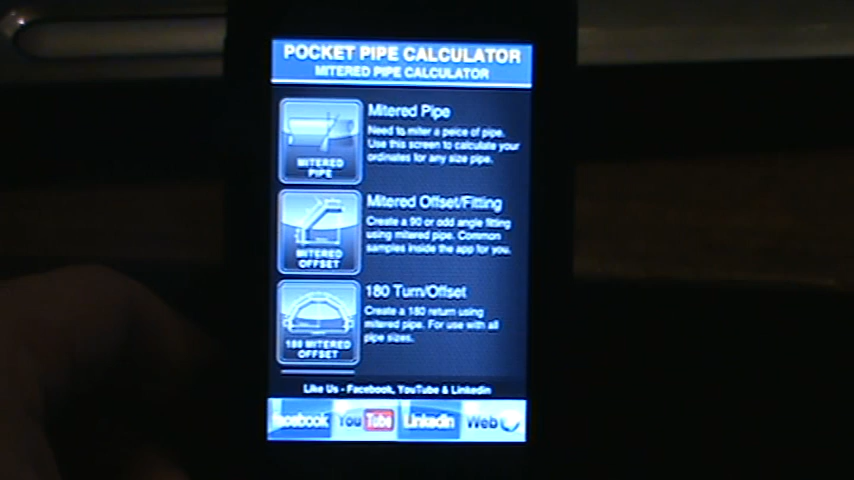 POCKET PIPE CALCULATOR
MITERED PIPE CALCULATOR
MITERED
PIPE
Mitered Pipe
Need to miter a peice of pipe.
Use this screen to calculate your
ordinates for any size pipe.
MITERED
OFFSET
Mitered Offset/Fitting
Create a 90 or odd angle fitting
using mitered pipe. Common
samples inside the app for you.
180 MITERED
OFFSET
180 Turn/Offset
Create a 180 return using
mitered pipe. For use with all
pipe sizes.
Like Us - Facebook, YouTube & Linkedin
facebook YouTube LinkedIn Web